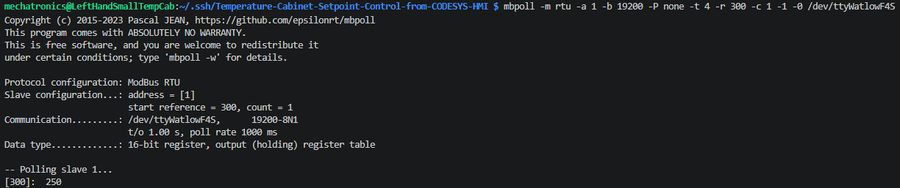 mechatronics@LeftHandSmallTempCab:~/.ssh/Temperature-Cabinet-Setpoint-Control-from-CODESYS-HMI $ mbpoll -m rtu -a 1 -b 19200 -P none -t 4 -r 300 -c 1 -1 -0 /dev/ttyWatlowF4S
Copyright (c) 2015-2023 Pascal JEAN, https://github.com/epsilonrt/mbpoll
This program comes with ABSOLUTELY NO WARRANTY.
This is free software, and you are welcome to redistribute it
under certain conditions; type 'mbpoll -w' for details.
Protocol configuration: ModBus RTU
Slave configuration...: address = [1]
start reference = 300, count = 1
Communication.........: /dev/ttyWatlowF4S, 19200-8N1
t/o 1.00 s, poll rate 1000 ms
Data type.............: 16-bit register, output (holding) register table
-- Polling slave 1...
[300]: 250